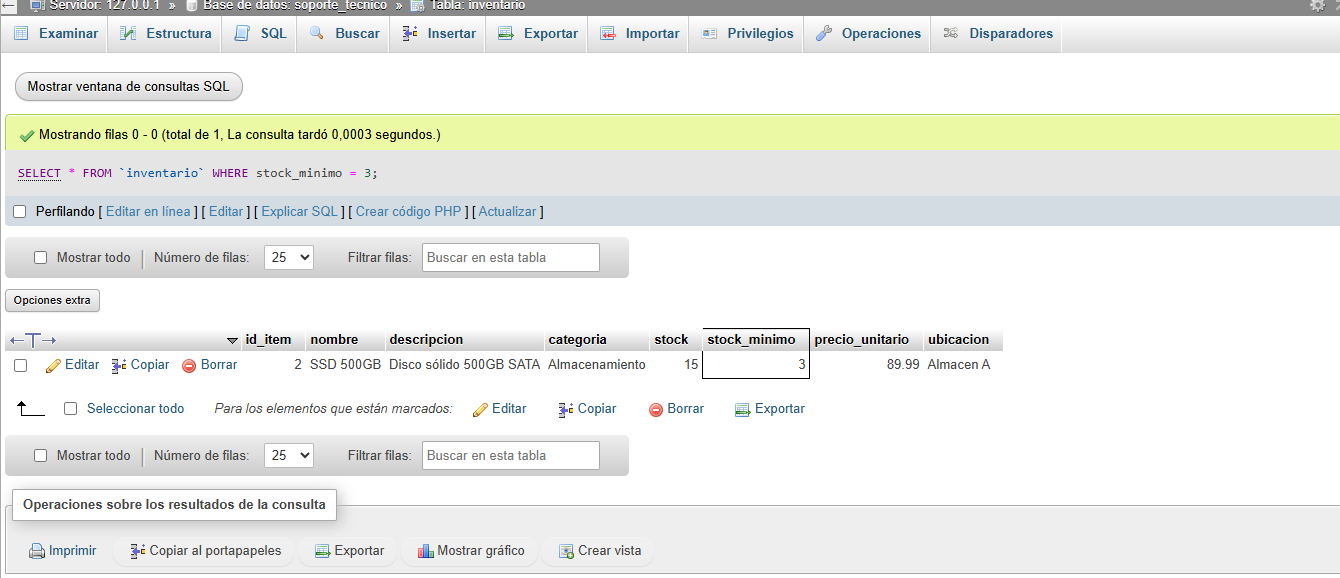 Servidor: 127.0.0.1 » Base de datos: soporte_tecnico » Tabla: inventario
Examinar Estructura SQL Buscar Insertar Exportar Importar Privilegios Operaciones Disparadores
Mostrar ventana de consultas SQL
Mostrando filas 0 - 0 (total de 1, La consulta tardó 0,0003 segundos.)
SELECT * FROM `inventario` WHERE stock_minimo = 3;
Perfilando [ Editar en línea ] [ Editar ] [ Explicar SQL ] [ Crear código PHP ] [ Actualizar ]
Mostrar todo Número de filas: 25 Filtrar filas: Buscar en esta tabla
Opciones extra
←T→ id_item nombre descripcion categoria stock stock_minimo precio_unitario ubicacion
Editar Copiar Borrar 2 SSD 500GB Disco sólido 500GB SATA Almacenamiento 15 3 89.99 Almacen A
Seleccionar todo Para los elementos que están marcados: Editar Copiar Borrar Exportar
Mostrar todo Número de filas: 25 Filtrar filas: Buscar en esta tabla
Operaciones sobre los resultados de la consulta
Imprimir Copiar al portapapeles Exportar Mostrar gráfico Crear vista